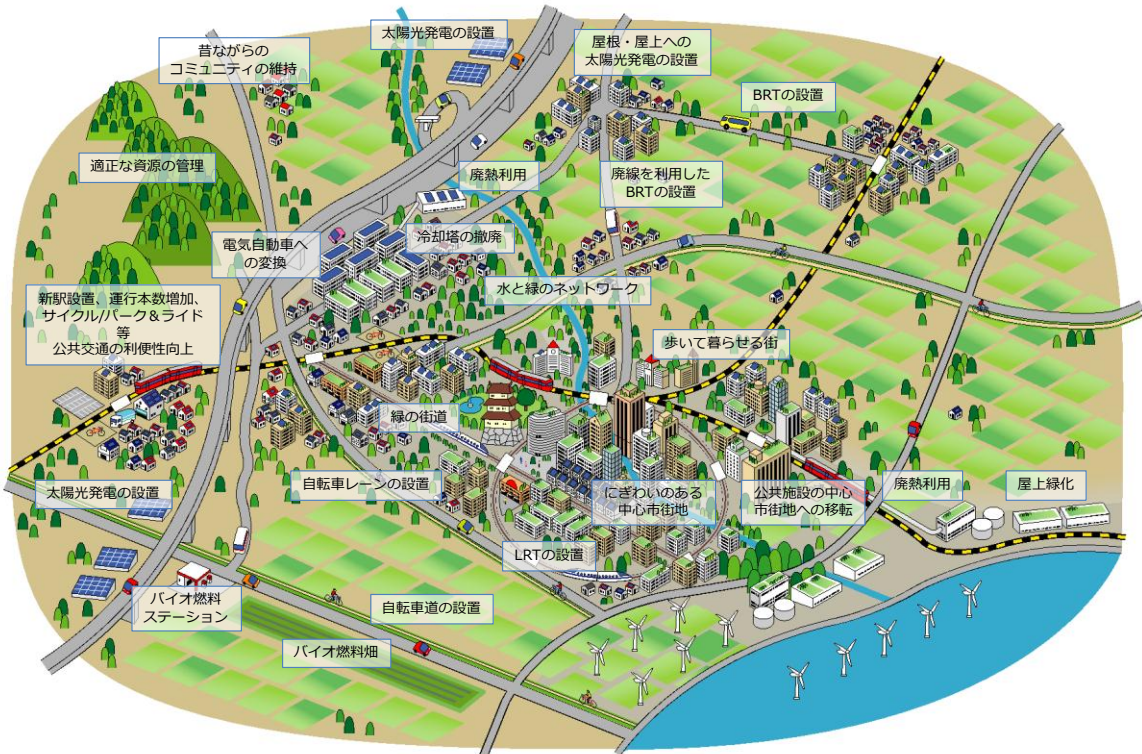 太陽光発電の設置
昔ながらの
コミュニティの維持
屋根・屋上への
太陽光発電の設置
BRTの設置
適正な資源の管理
廃熱利用
廃線を利用した
BRTの設置
電気自動車へ
の変換
冷却塔の撤廃
水と緑のネットワーク
新駅設置、運行本数増加、
サイクル/パーク&ライド
等
公共交通の利便性向上
歩いて暮らせる街
緑の街道
太陽光発電の設置
自転車レーンの設置
にぎわいのある
中心市街地
公共施設の中心
市街地への移転
廃熱利用
屋上緑化
LRTの設置
バイオ燃料
ステーション
自転車道の設置
バイオ燃料畑